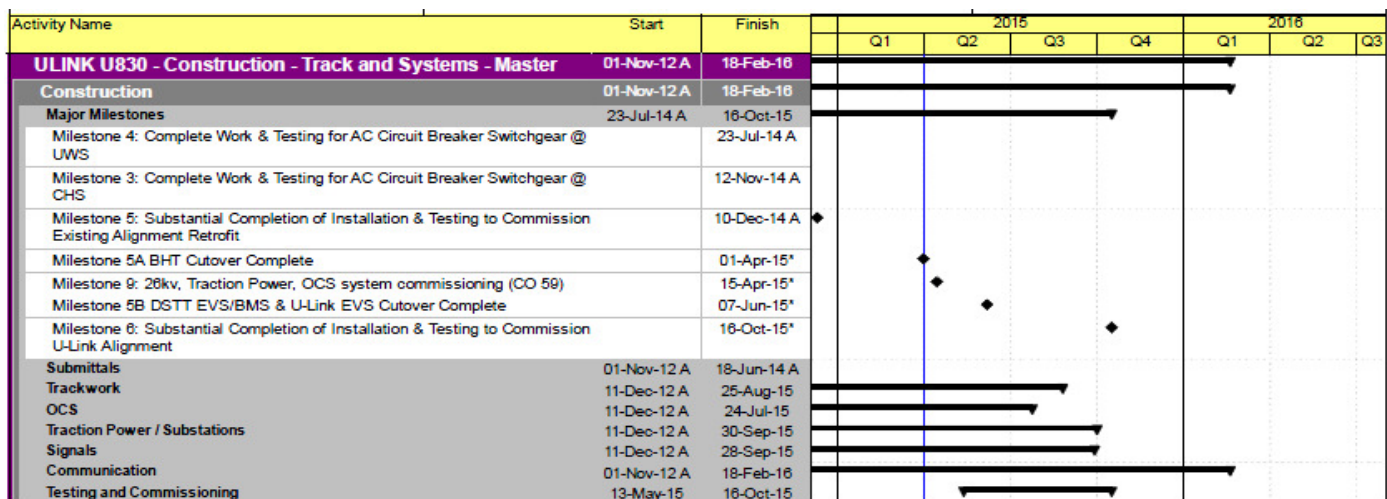 Activity Name Start Finish 2015 2016
Q1 Q2 Q3 Q4 Q1 Q2 Q3
ULINK U830 - Construction - Track and Systems - Master 01-Nov-12 A 18-Feb-16
Construction 01-Nov-12 A 18-Feb-16
Major Milestones 23-Jul-14 A 16-Oct-15
Milestone 4: Complete Work & Testing for AC Circuit Breaker Switchgear @ 23-Jul-14 A
UWS
Milestone 3: Complete Work & Testing for AC Circuit Breaker Switchgear @ 12-Nov-14 A
CHS
Milestone 5: Substantial Completion of Installation & Testing to Commission 10-Dec-14 A
Existing Alignment Retrofit
Milestone 5A BHT Cutover Complete 01-Apr-15*
Milestone 9: 26kv, Traction Power, OCS system commissioning (CO 59) 15-Apr-15*
Milestone 5B DSTT EVS/BMS & U-Link EVS Cutover Complete 07-Jun-15*
Milestone 6: Substantial Completion of Installation & Testing to Commission 16-Oct-15*
U-Link Alignment
Submittals 01-Nov-12 A 18-Jun-14 A
Trackwork 11-Dec-12 A 25-Aug-15
OCS 11-Dec-12 A 24-Jul-15
Traction Power / Substations 11-Dec-12 A 30-Sep-15
Signals 11-Dec-12 A 28-Sep-15
Communication 01-Nov-12 A 18-Feb-16
Testing and Commissioning 13-May-15 16-Oct-15